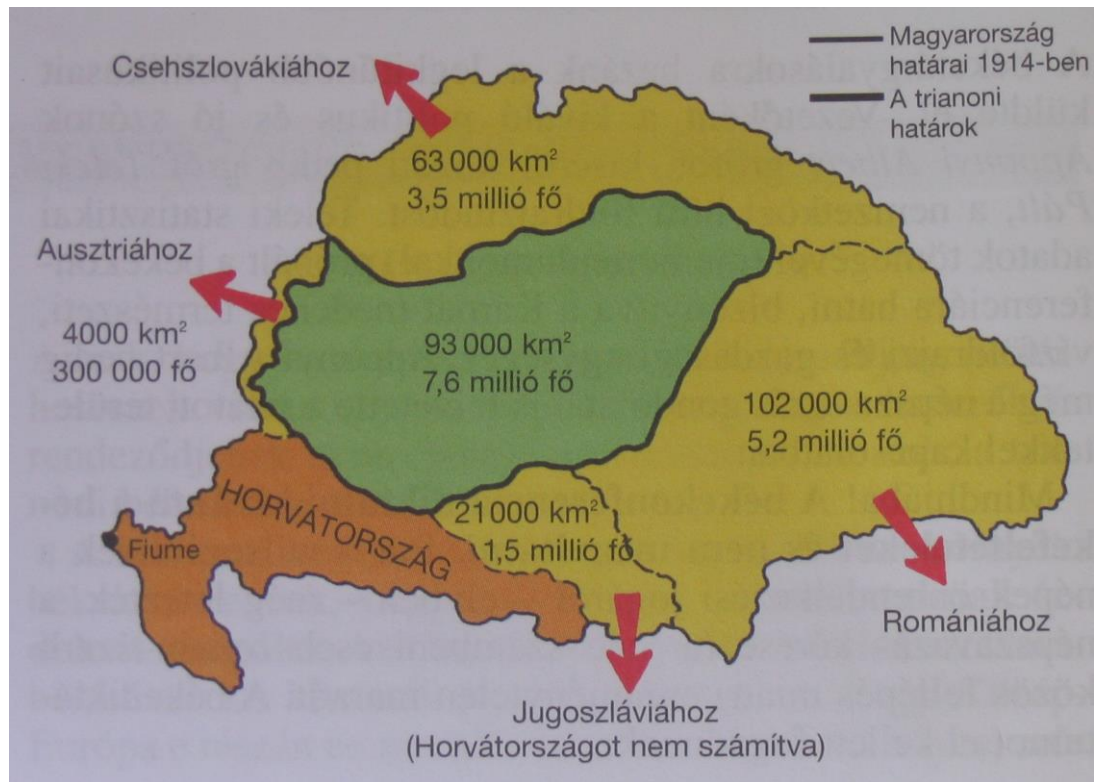 Magyarország
határai 1914-ben
A trianoni
határok
Csehszlovákiához
63 000 km²
3,5 millió fő
Ausztriához
4000 km²
300 000 fő
93 000 km²
7,6 millió fő
102 000 km²
5,2 millió fő
HORVÁTORSZÁG
21 000 km²
1,5 millió fő
Fiume
Romániához
Jugoszláviához
(Horvátországot nem számítva)